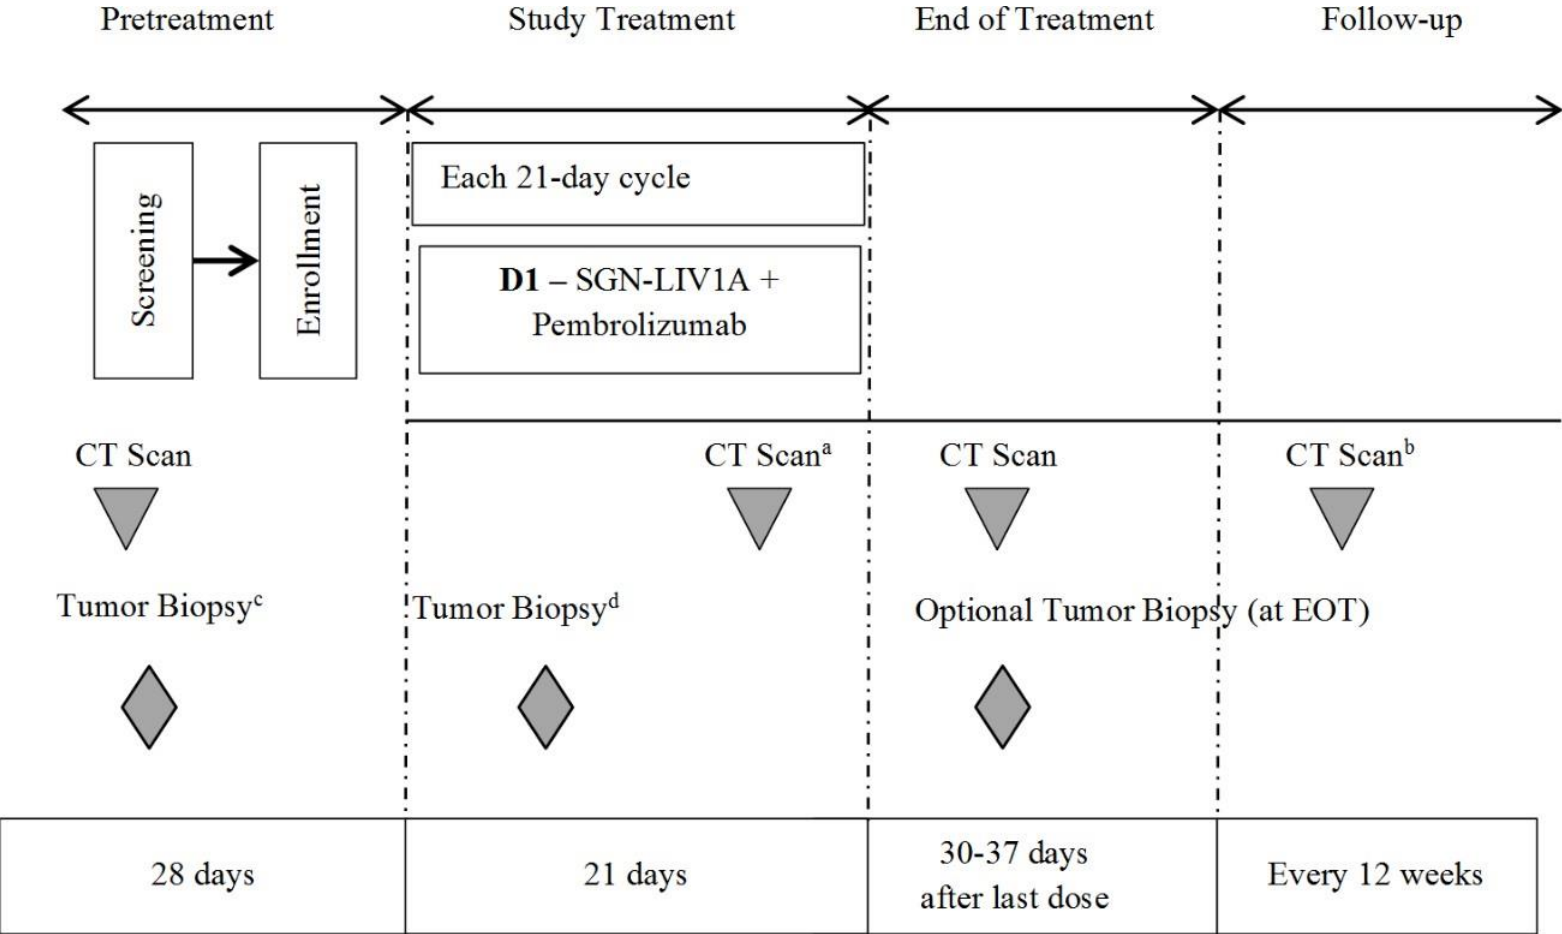 Pretreatment
Study Treatment
End of Treatment
Follow-up
Screening
Enrollment
Each 21-day cycle
D1 – SGN-LIV1A +
Pembrolizumab
CT Scan
CT Scanᵃ
CT Scan
CT Scanᵇ
Tumor Biopsyᶜ
Tumor Biopsyᵈ
Optional Tumor Biopsy (at EOT)
28 days
21 days
30-37 days
after last dose
Every 12 weeks